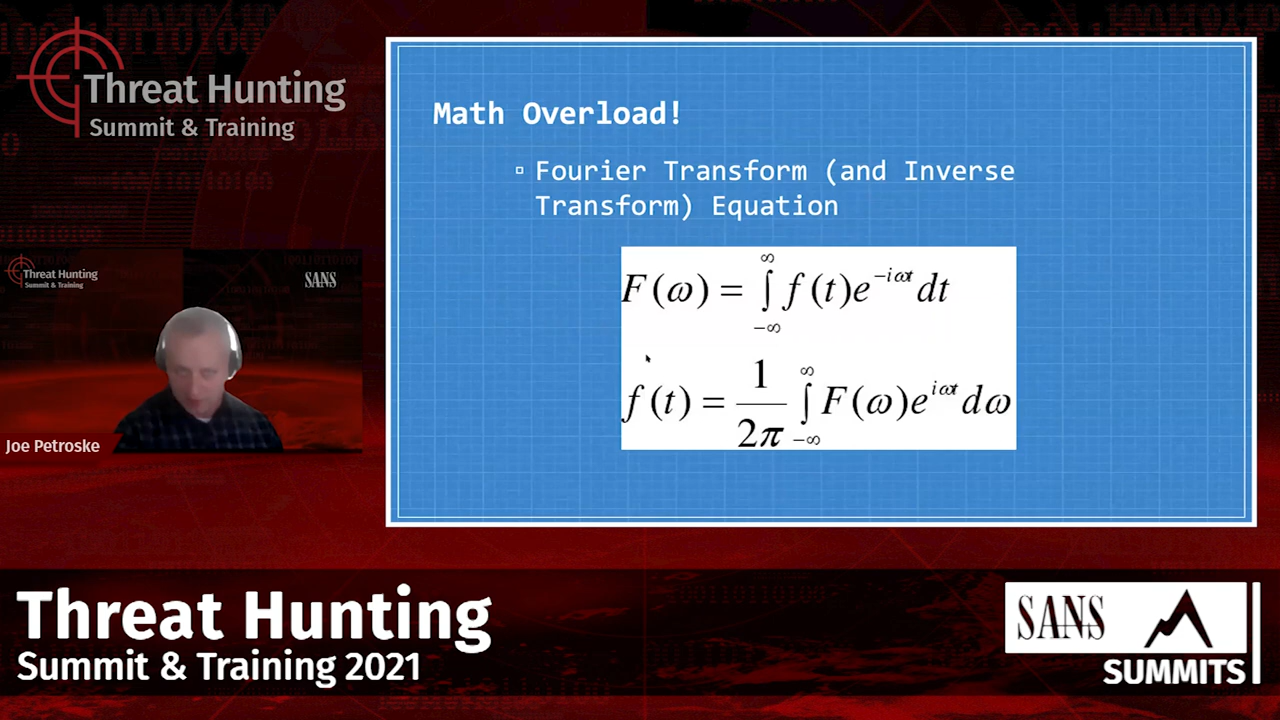 Threat Hunting
Summit & Training
Threat Hunting
Summit & Training
SANS
Joe Petroske
Math Overload!
▫ Fourier Transform (and Inverse
Transform) Equation
F(ω) = ∫_{-∞}^{∞} f(t)e^{-iωt} dt
f(t) = 1/2π ∫_{-∞}^{∞} F(ω)e^{iωt} dω
Threat Hunting
Summit & Training 2021
SANS
SUMMITS